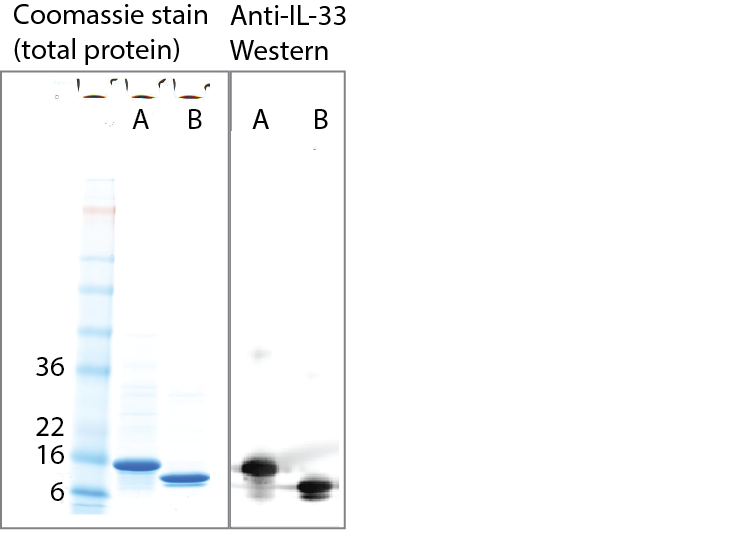 Coomassie stain
(total protein)
Anti-IL-33
Western
A B
A B
36
22
16
6